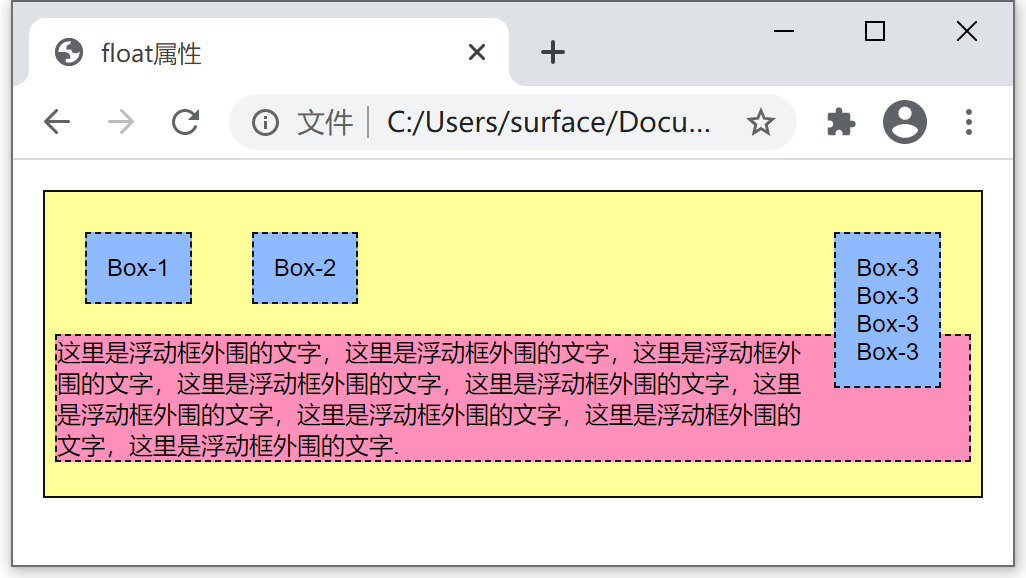 float属性
文件
C:/Users/surface/Docu...
Box-1
Box-2
Box-3
Box-3
Box-3
Box-3
这里是浮动框外围的文字，这里是浮动框外围的文字，这里是浮动框外
围的文字，这里是浮动框外围的文字，这里是浮动框外围的文字，这里
是浮动框外围的文字，这里是浮动框外围的文字，这里是浮动框外围的
文字，这里是浮动框外围的文字.